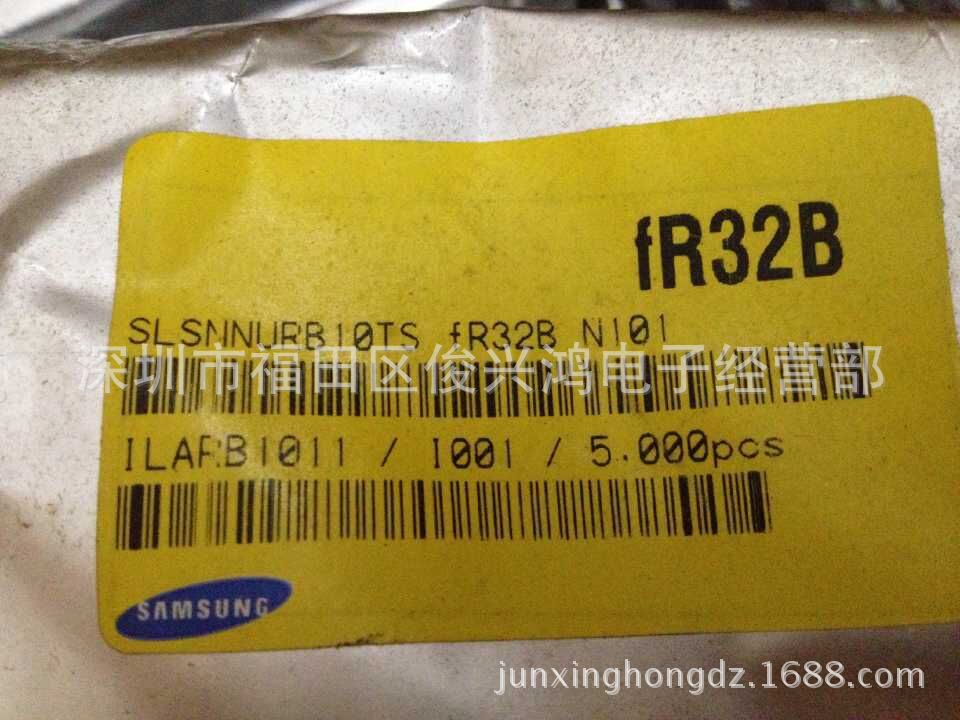 fR32B
SLSNNURB10TS fR32B N101
深圳市福田区俊兴鸿电子经营部
ILARB1011 / 1001 / 5.000pcs
SAMSUNG
junxinghongdz.1688.com